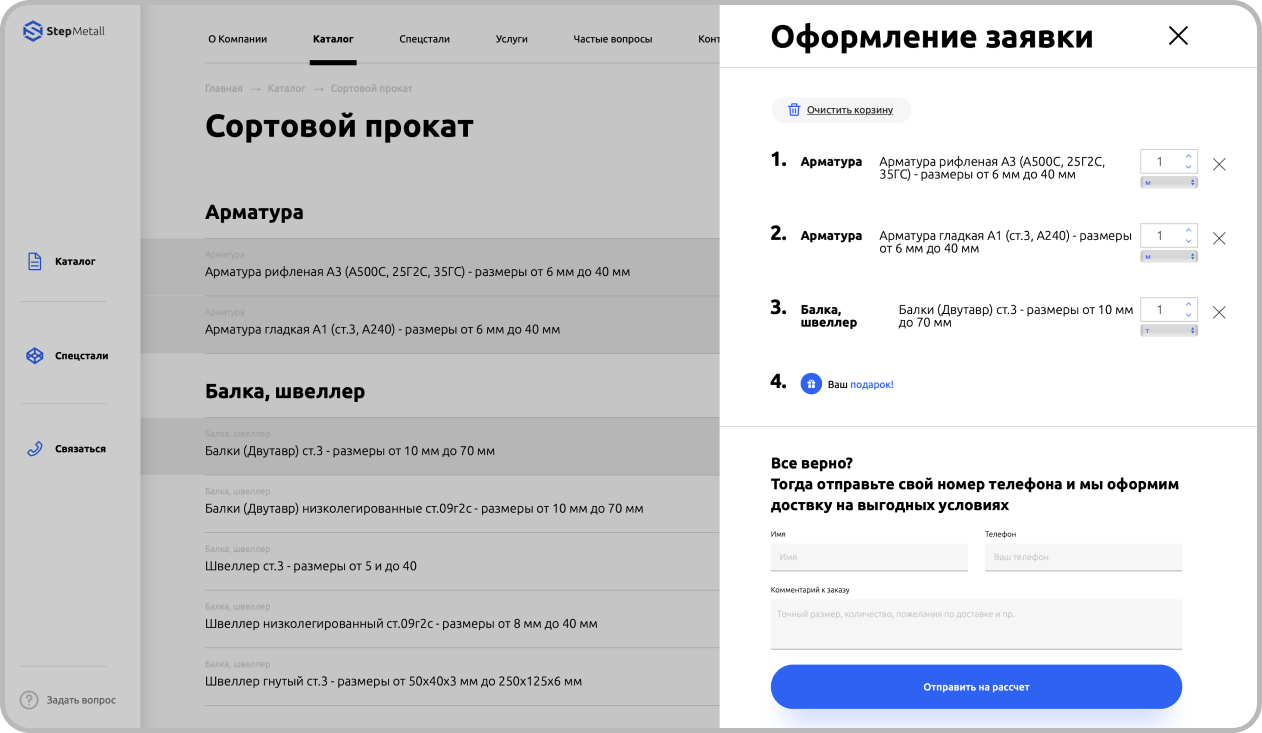 StepMetall
О Компании
Каталог
Спецстали
Услуги
Частые вопросы
Конт
Главная → Каталог → Сортовой прокат
Сортовой прокат
Каталог
Спецстали
Связаться
Задать вопрос
Арматура
Арматура
Арматура рифленая А3 (А500С, 25Г2С, 35ГС) - размеры от 6 мм до 40 мм
Арматура
Арматура гладкая А1 (ст.3, А240) - размеры от 6 мм до 40 мм
Балка, швеллер
Балка, швеллер
Балки (Двутавр) ст.3 - размеры от 10 мм до 70 мм
Балка, швеллер
Балки (Двутавр) низколегированные ст.09г2с - размеры от 10 мм до 70 мм
Балка, швеллер
Швеллер ст.3 - размеры от 5 и до 40
Балка, швеллер
Швеллер низколегированный ст.09г2с - размеры от 8 мм до 40 мм
Балка, швеллер
Швеллер гнутый ст.3 - размеры от 50х40х3 мм до 250х125х6 мм
Оформление заявки
Очистить корзину
1. Арматура
Арматура рифленая А3 (А500С, 25Г2С,
35ГС) - размеры от 6 мм до 40 мм
1
м
2. Арматура
Арматура гладкая А1 (ст.3, А240) - размеры
от 6 мм до 40 мм
1
м
3. Балка,
швеллер
Балки (Двутавр) ст.3 - размеры от 10 мм
до 70 мм
1
т
4. Ваш подарок!
Все верно?
Тогда отправьте свой номер телефона и мы оформим
доствку на выгодных условиях
Имя
Имя
Телефон
Ваш телефон
Комментарий к заказу
Точный размер, количество, пожелания по доставке и пр.
Отправить на рассчет